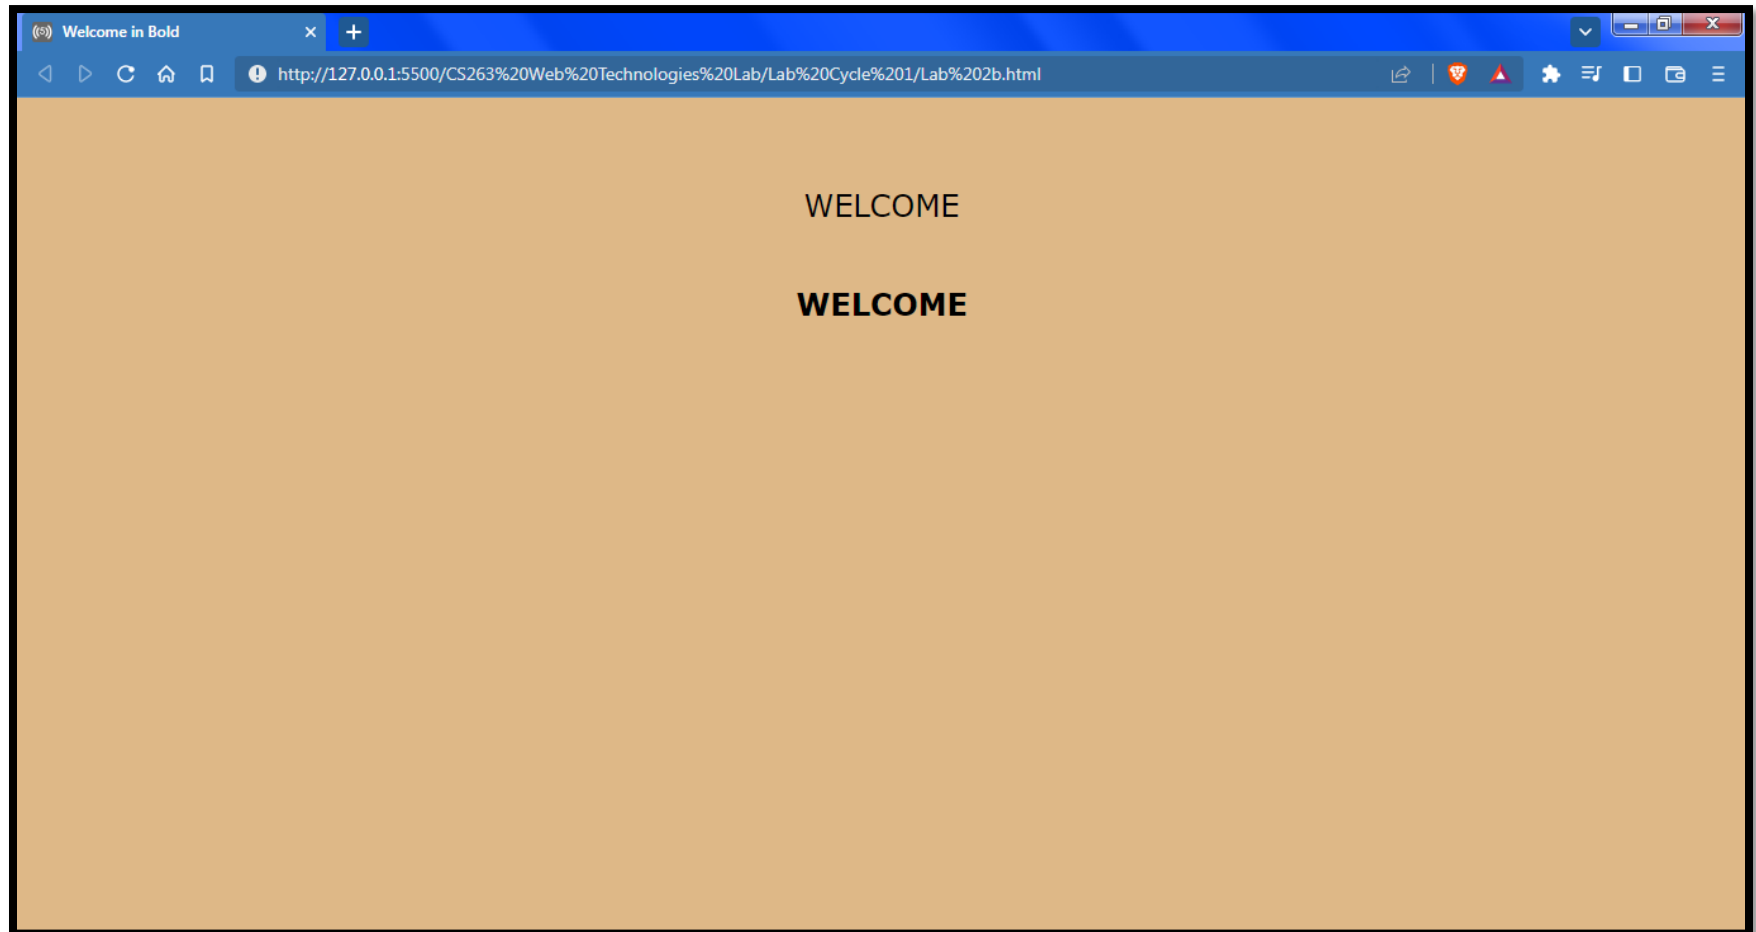 Welcome in Bold
http://127.0.0.1:5500/CS263%20Web%20Technologies%20Lab/Lab%20Cycle%201/Lab%202b.html
WELCOME
WELCOME